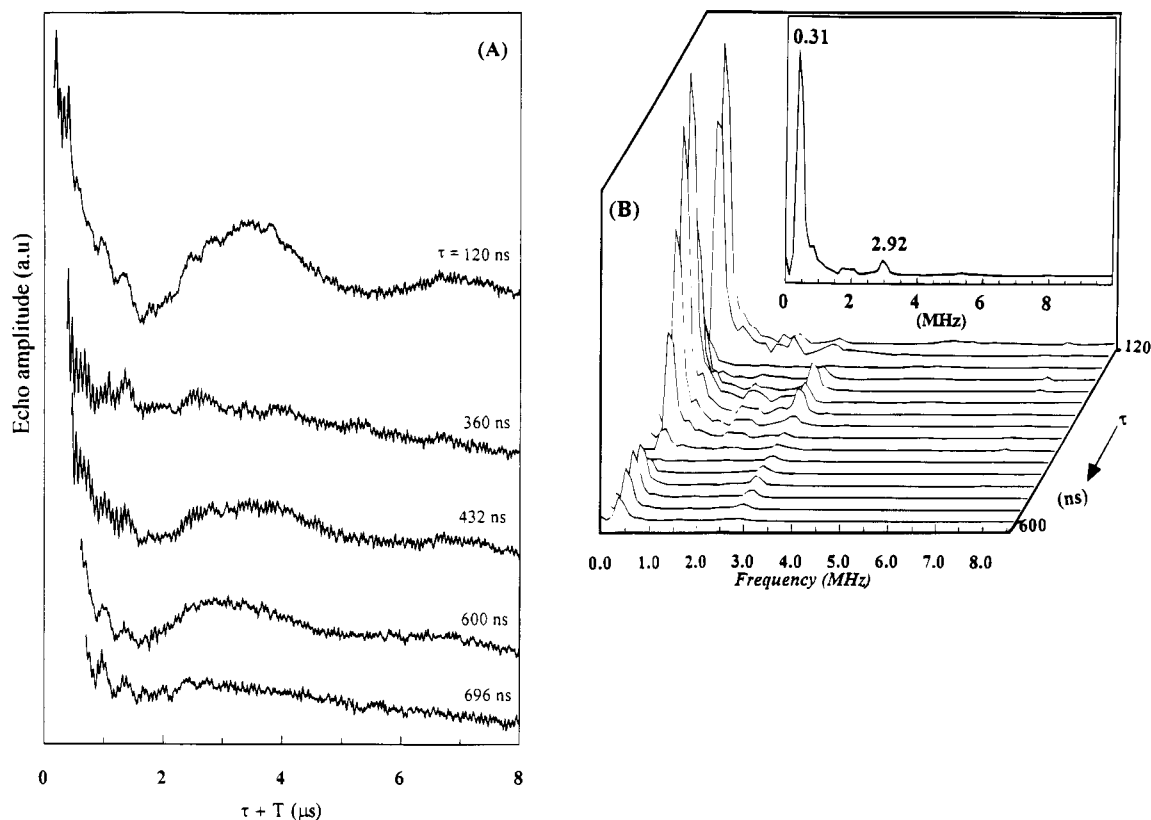 (A)
Echo amplitude (a.u)
τ = 120 ns
360 ns
432 ns
600 ns
696 ns
0 2 4 6 8
τ + T (µs)
(B)
0.31
2.92
0 2 4 6 8
(MHz)
120
τ
(ns)
600
0.0 1.0 2.0 3.0 4.0 5.0 6.0 7.0 8.0
Frequency (MHz)